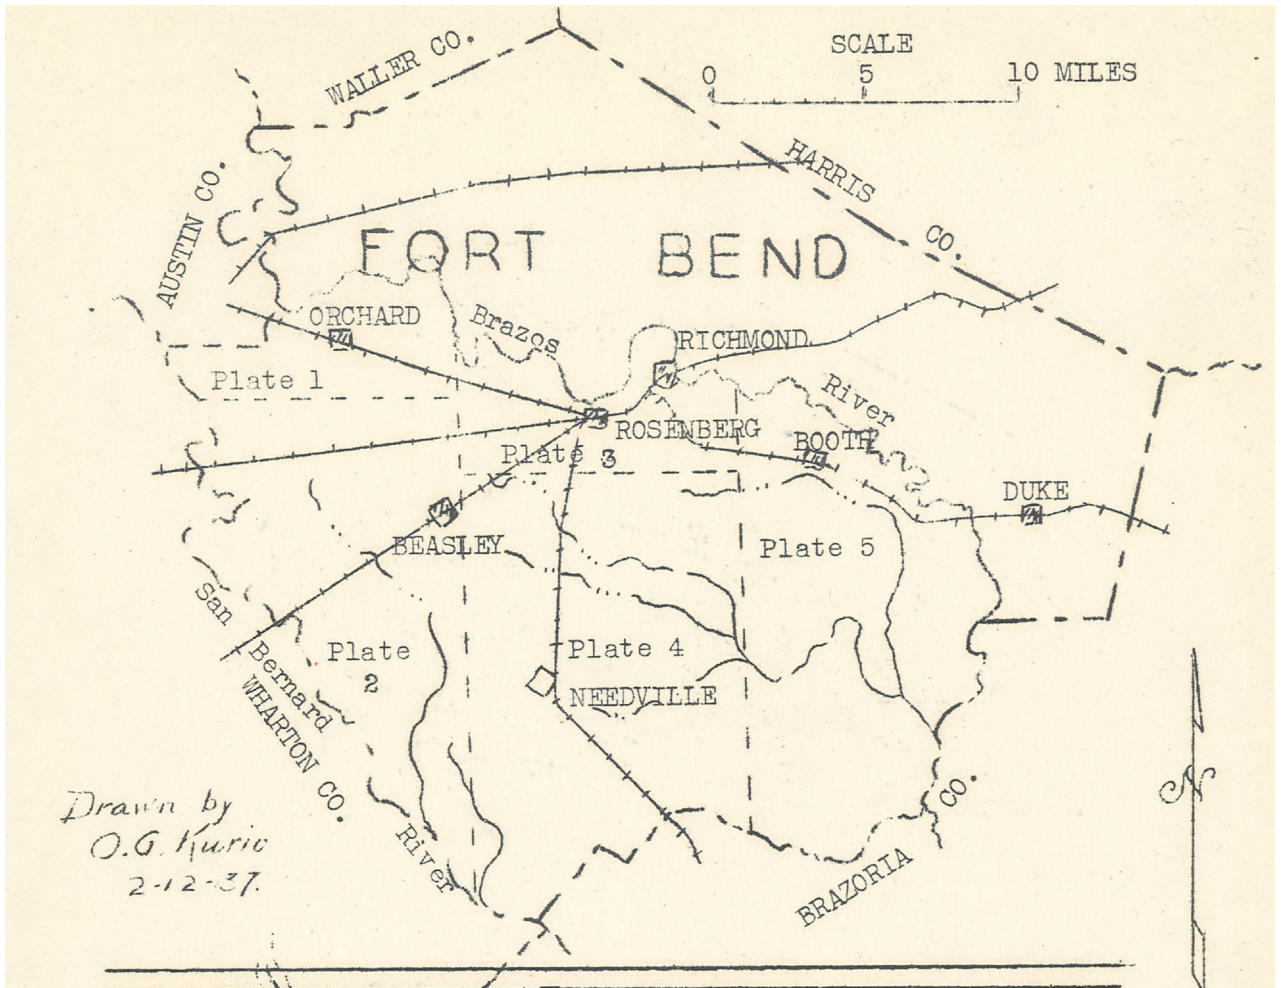 SCALE
0 5 10 MILES
WALLER CO.
HARRIS
CO.
AUSTIN CO.
FORT BEND
ORCHARD
Brazos
RICHMOND
Plate 1
River
ROSENBERG
BOOTH
Plate 3
DUKE
BEASLEY
Plate 5
San
Bernard
Plate
2
Plate 4
NEEDVILLE
WHARTON CO.
River
CO.
BRAZORIA
Drawn by
O.G. Kuric
2-12-37.